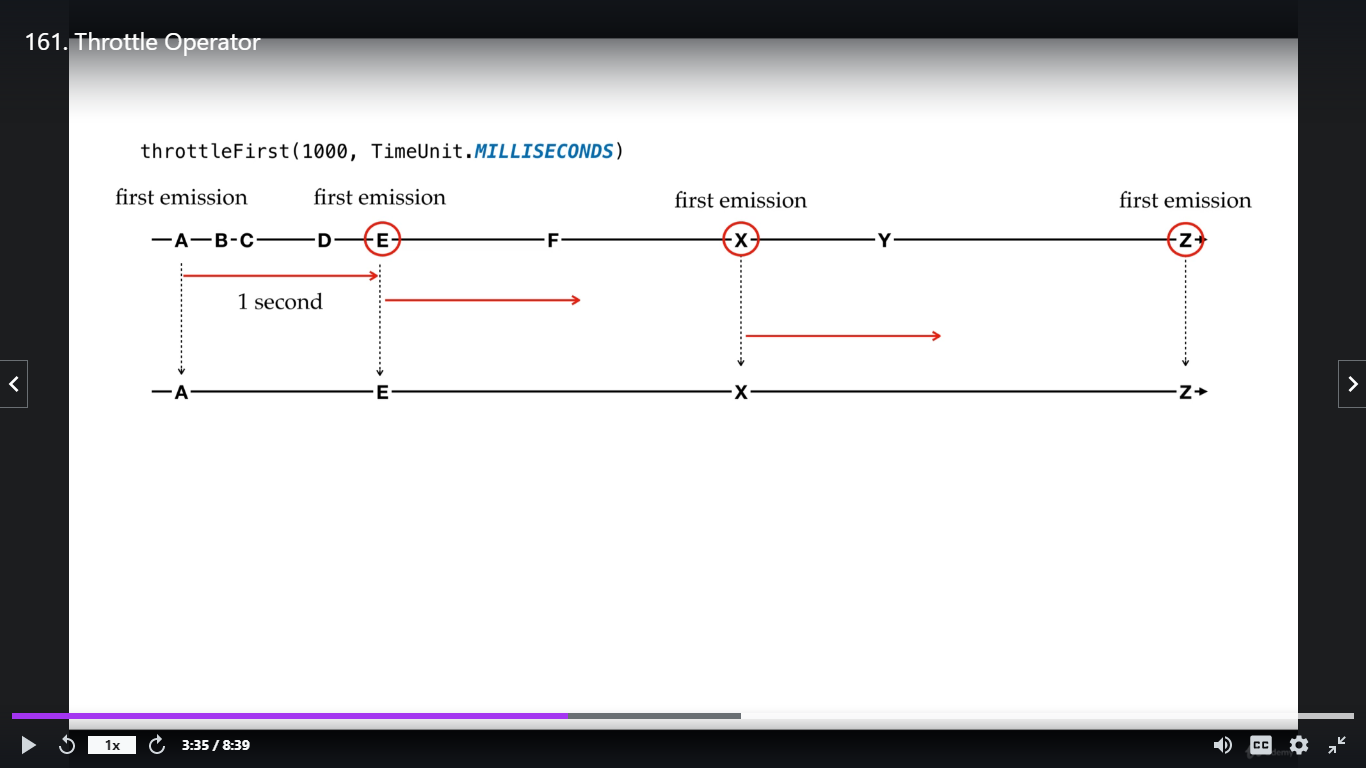 161. Throttle Operator
throttleFirst(1000, TimeUnit.MILLISECONDS)
first emission first emission first emission first emission
A B C D E F X Y Z
1 second
A E X Z
1x 3:35 / 8:39 CC